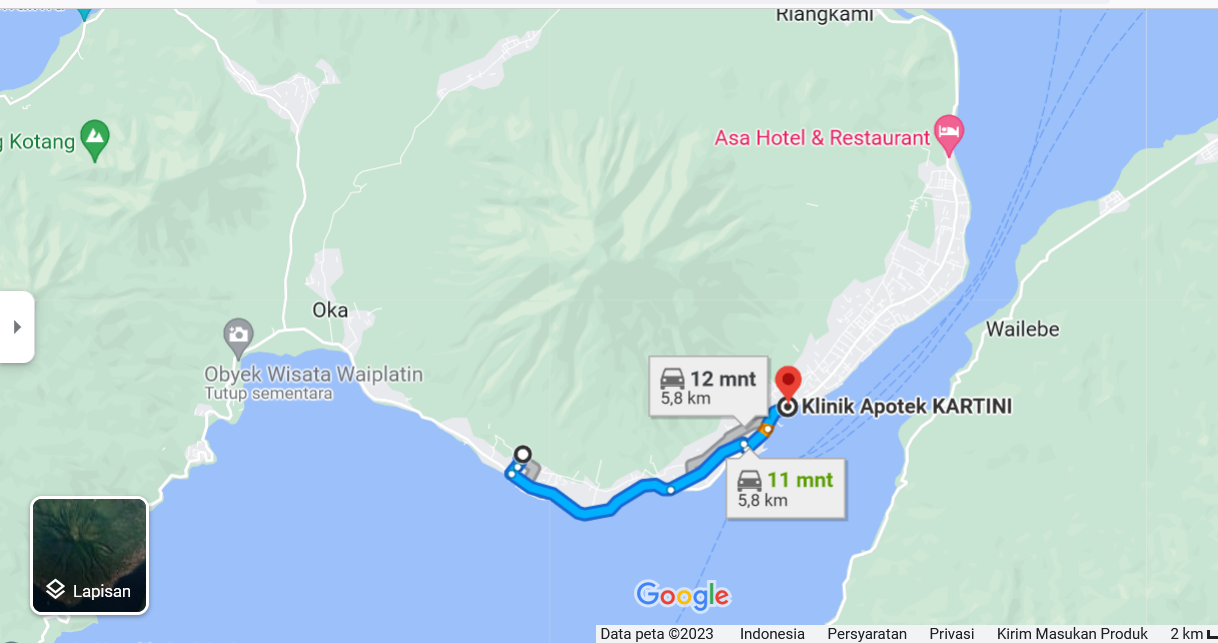 Riangkami
Asa Hotel & Restaurant
g Kotang
Oka
Wailebe
Obyek Wisata Waiplatin
Tutup sementara
12 mnt
5,8 km
Klinik Apotek KARTINI
11 mnt
5,8 km
Lapisan
Google
Data peta ©2023 Indonesia Persyaratan Privasi Kirim Masukan Produk 2 km